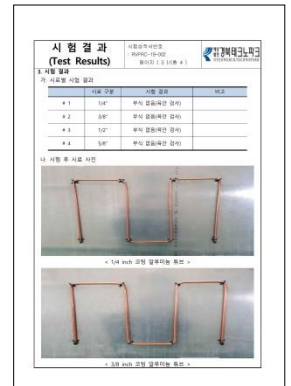 시 험 결 과
(Test Results)
시험성적서번호
: RVPRC-19-002
페이지 ( 3 )/(총 4 )
경북테크노파크
GYEONGBUK TECHNOPARK
3. 시험 결과
가. 시료별 시험 결과
시료 구분 시험 결과 비고
# 1 1/4" 부식 없음(육안 검사)
# 2 3/8" 부식 없음(육안 검사)
# 3 1/2" 부식 없음(육안 검사)
# 4 5/8" 부식 없음(육안 검사)
나. 시험 후 시료 사진
< 1/4 inch 코팅 알루미늄 튜브 >
< 3/8 inch 코팅 알루미늄 튜브 >